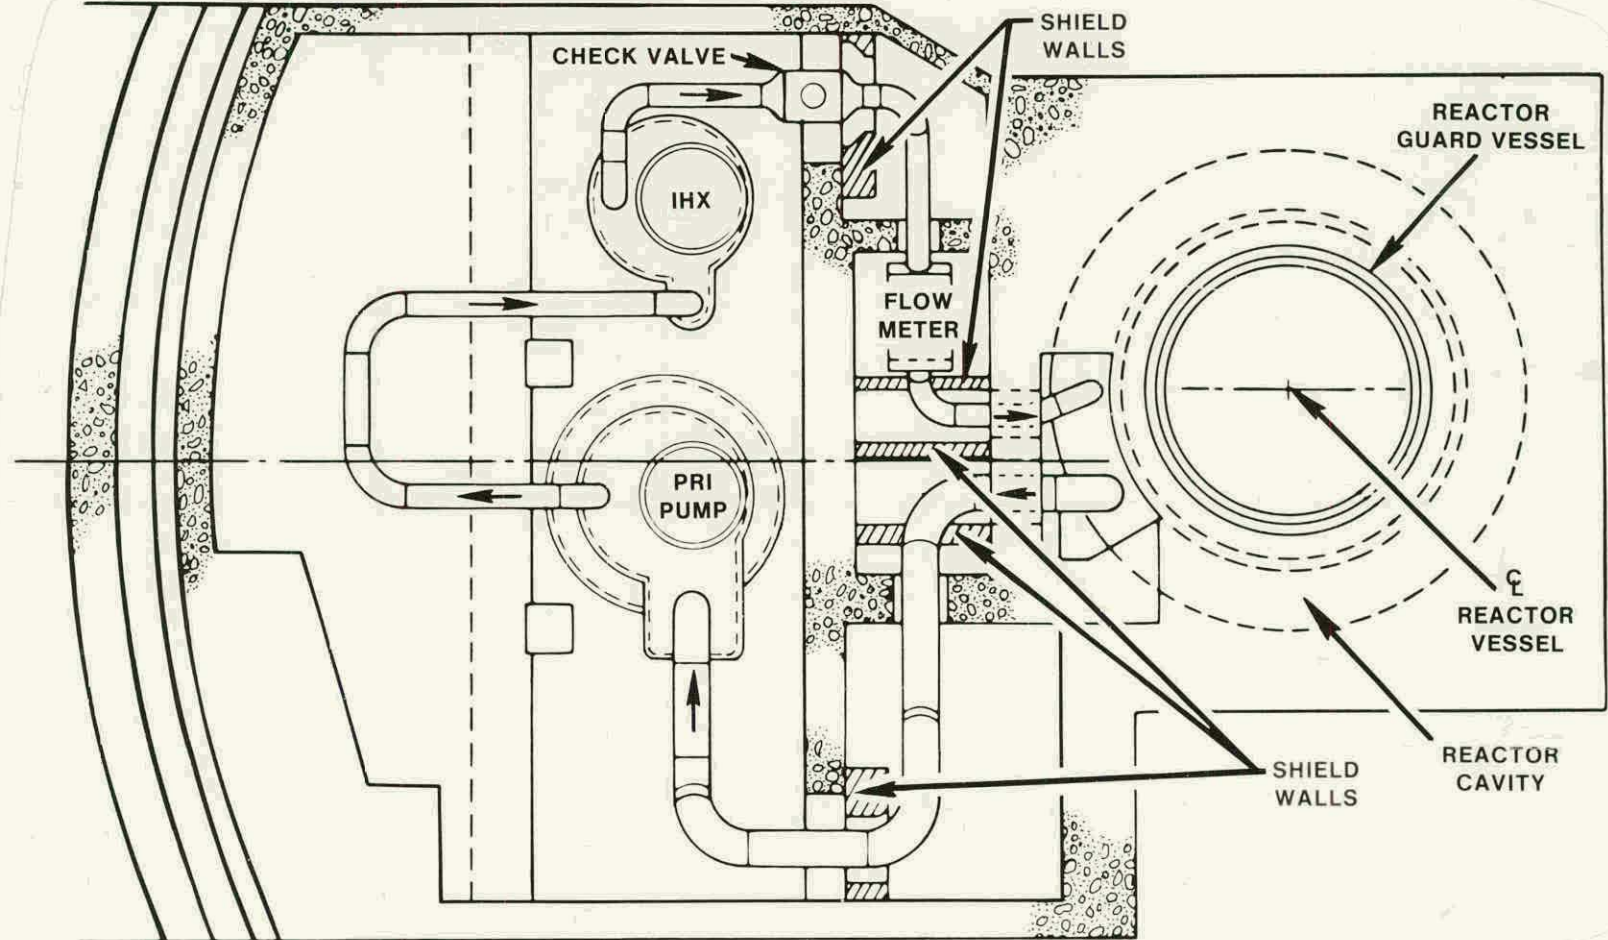 SHIELD
WALLS
CHECK VALVE
REACTOR
GUARD VESSEL
IHX
FLOW
METER
PRI
PUMP
℄
REACTOR
VESSEL
REACTOR
CAVITY
SHIELD
WALLS